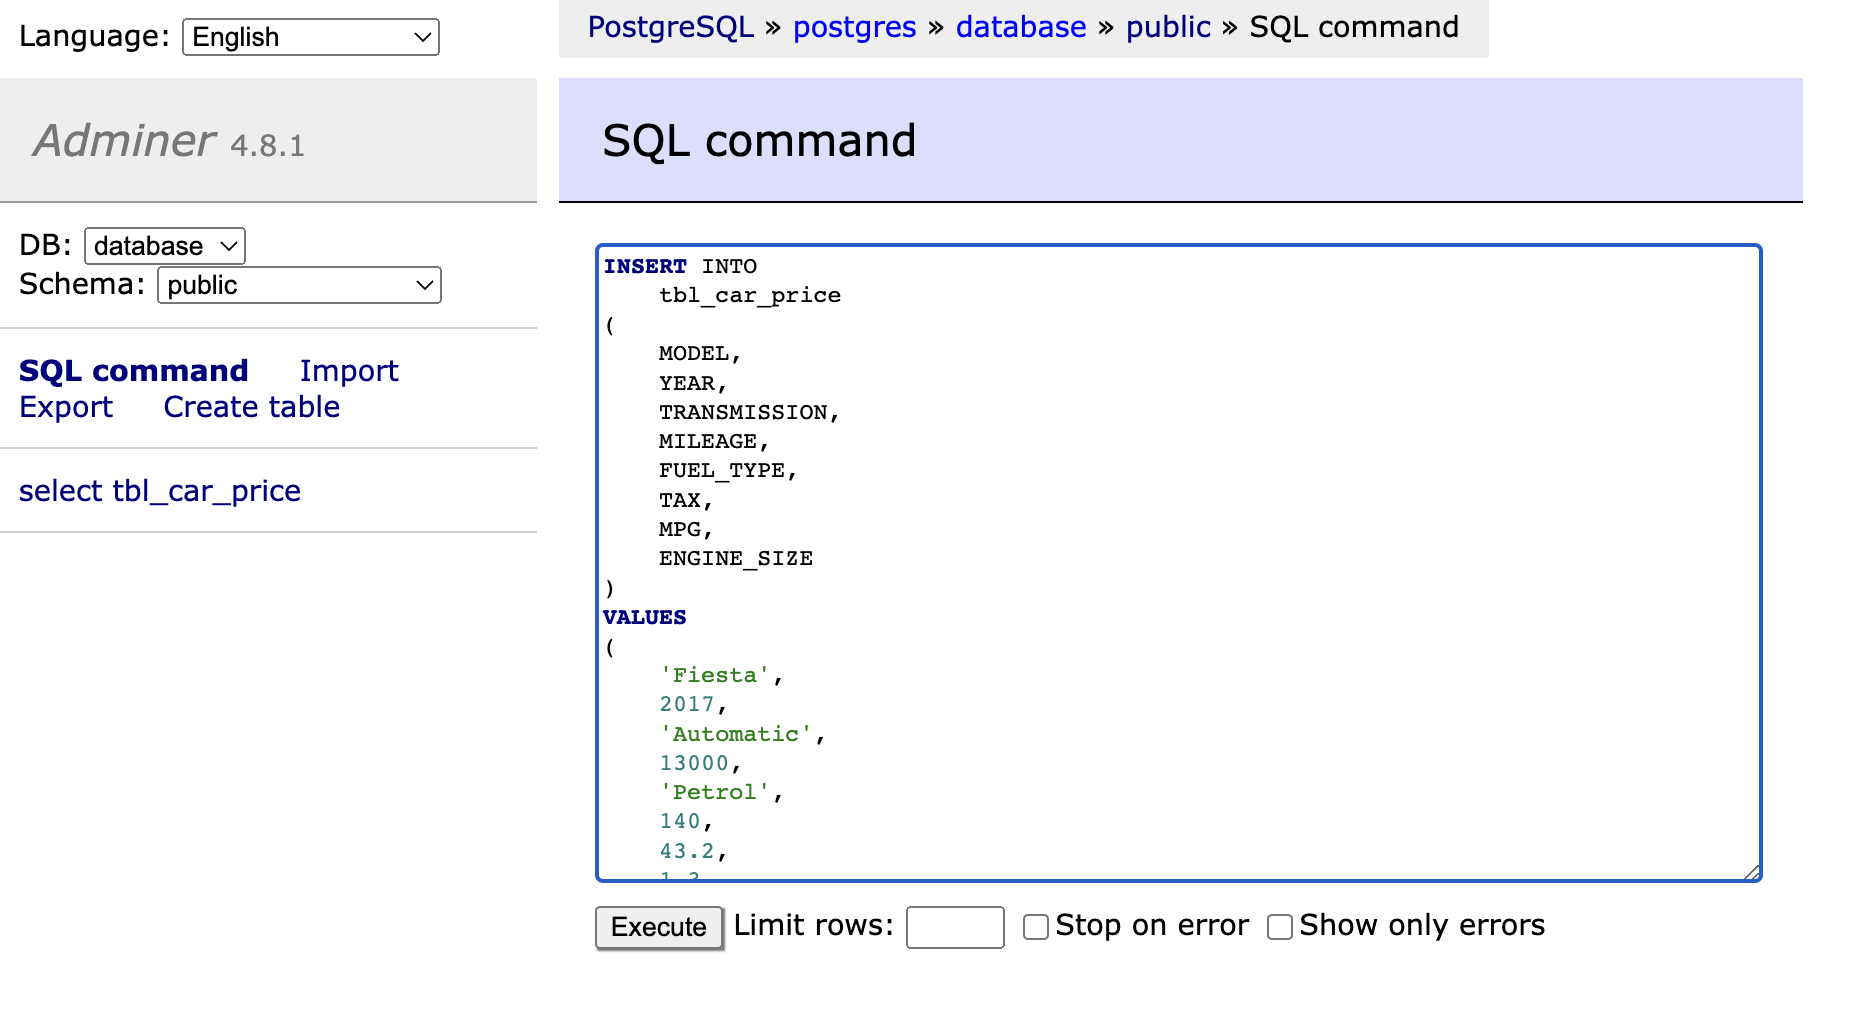 Language: English
PostgreSQL » postgres » database » public » SQL command
Adminer 4.8.1
SQL command
DB: database
Schema: public
SQL command Import
Export Create table
select tbl_car_price
INSERT INTO
tbl_car_price
(
MODEL,
YEAR,
TRANSMISSION,
MILEAGE,
FUEL_TYPE,
TAX,
MPG,
ENGINE_SIZE
)
VALUES
(
'Fiesta',
2017,
'Automatic',
13000,
'Petrol',
140,
43.2,
Execute Limit rows: Stop on error Show only errors